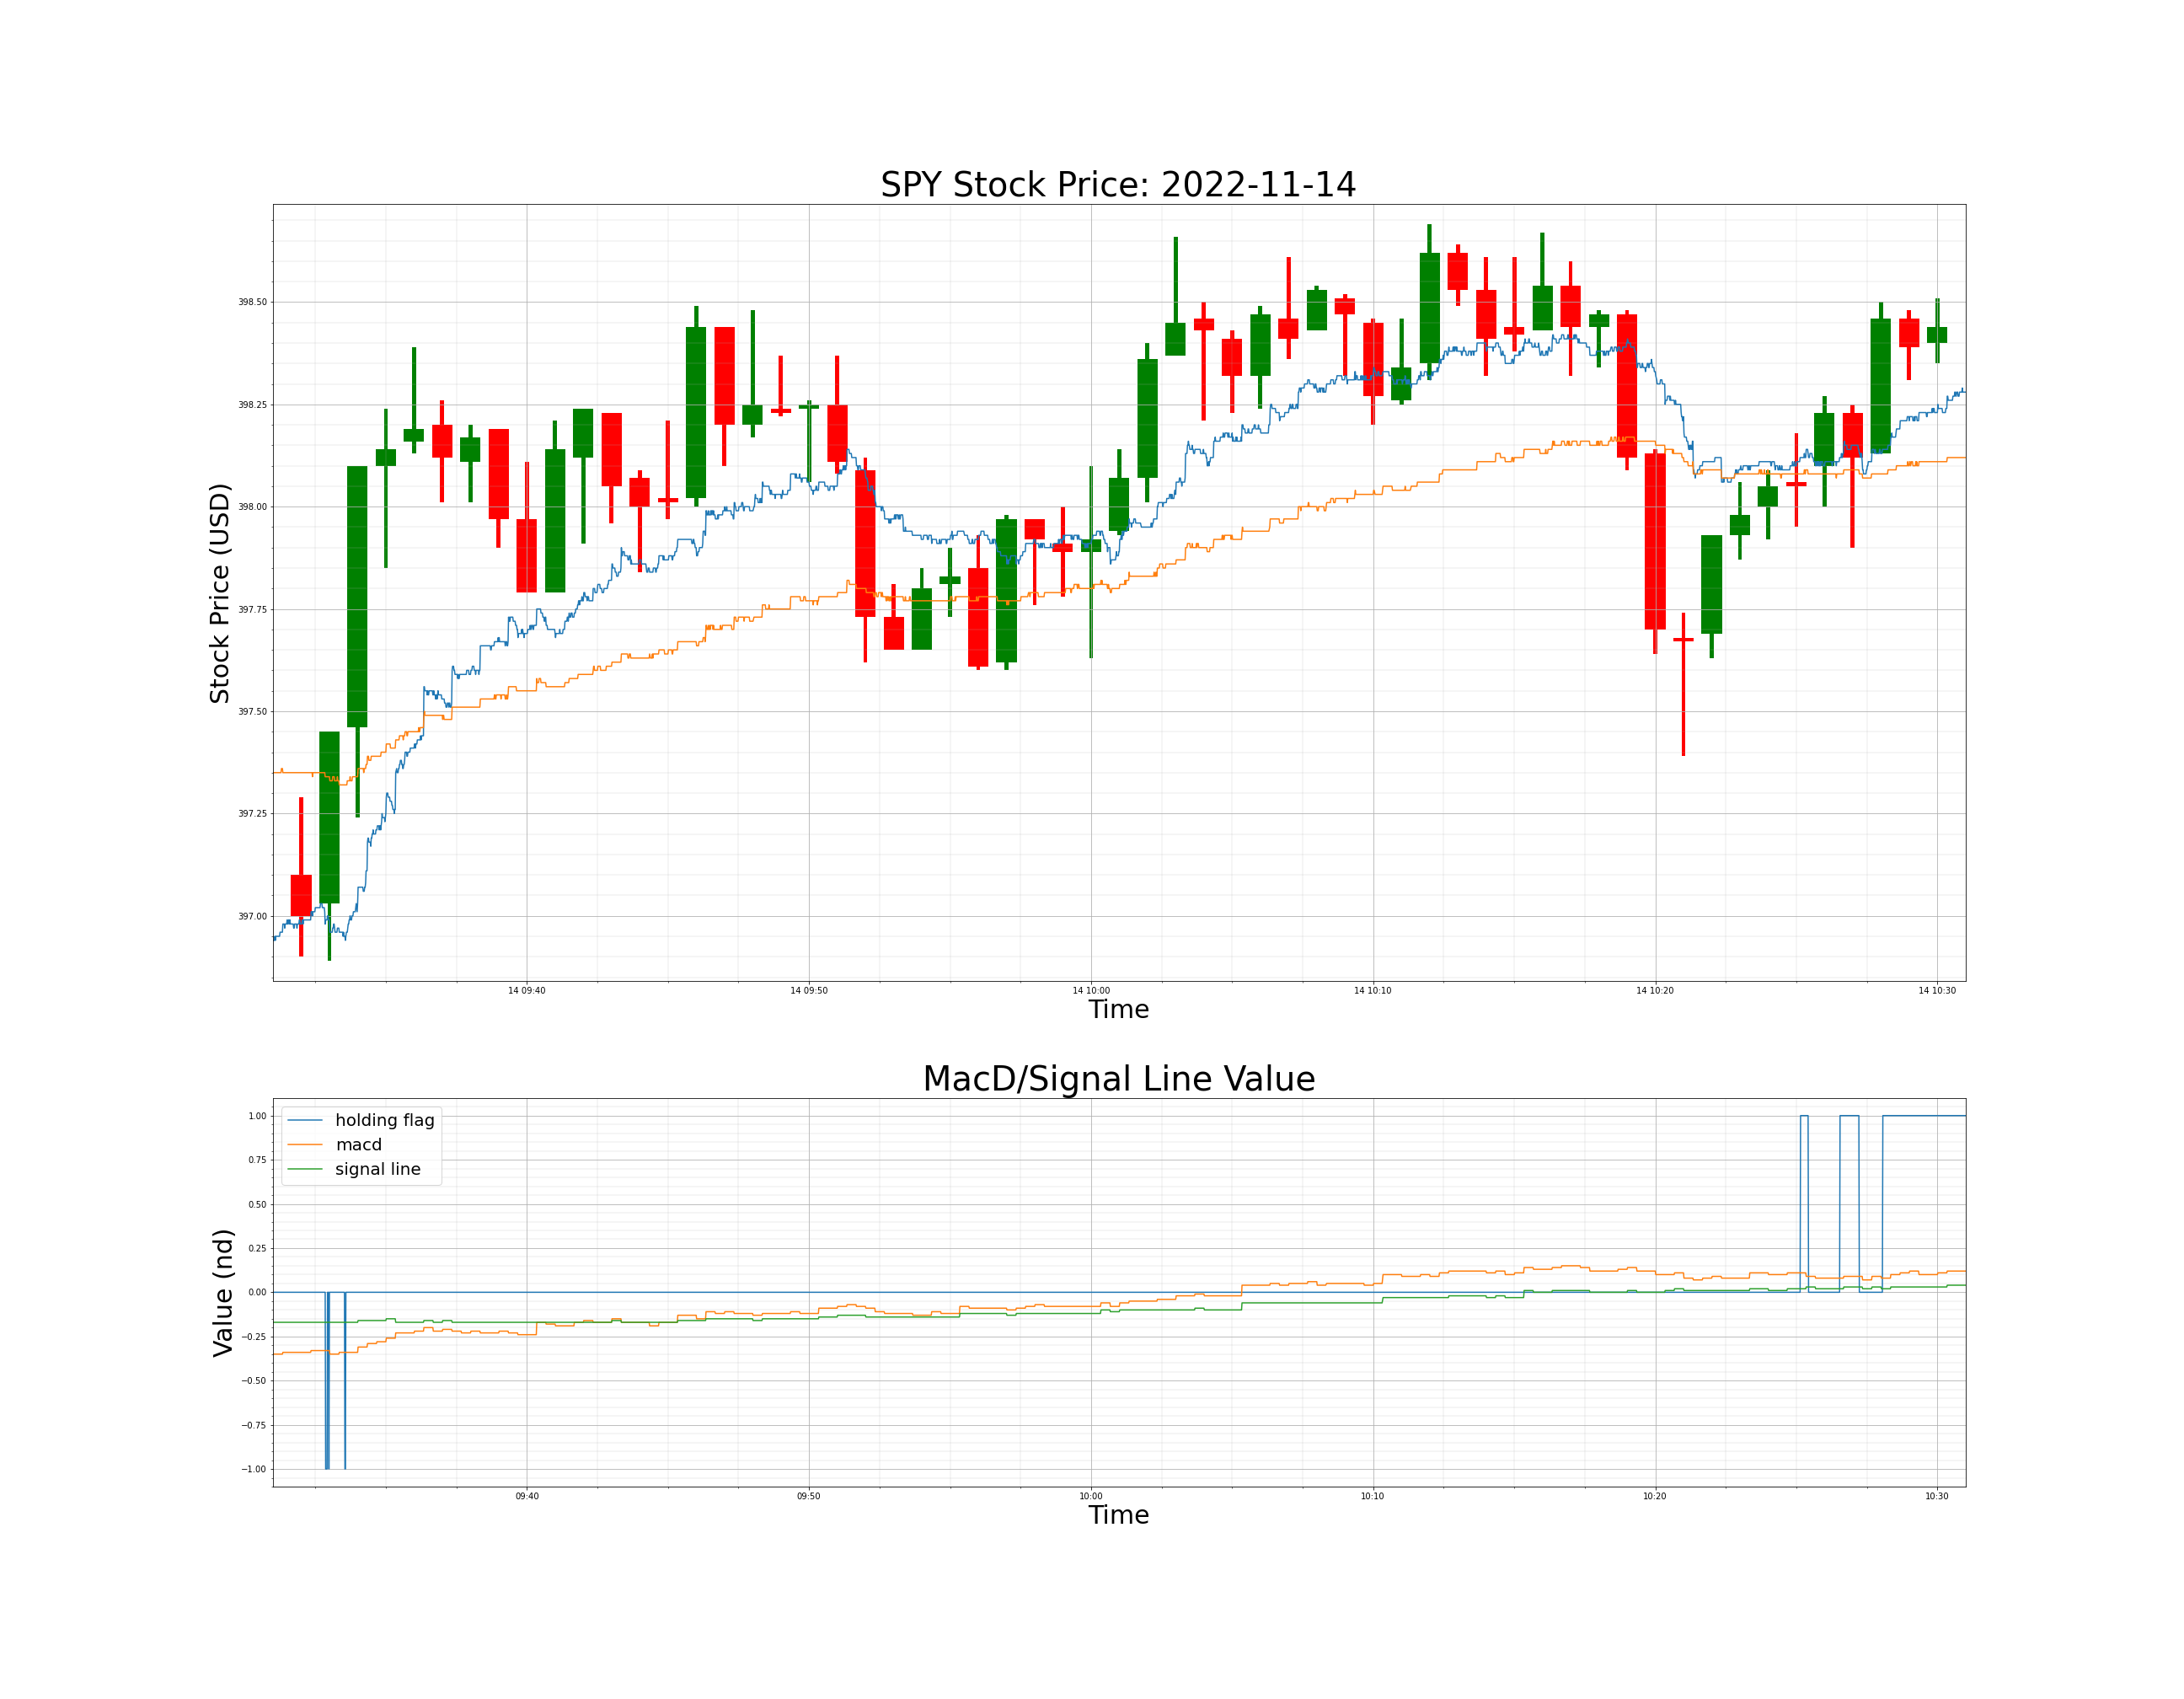 SPY Stock Price: 2022-11-14
Stock Price (USD)
398.50
398.25
398.00
397.75
397.50
397.25
397.00
14 09:40 14 09:50 14 10:00 14 10:10 14 10:20 14 10:30
Time
MacD/Signal Line Value
Value (nd)
1.00
0.75
0.50
0.25
0.00
−0.25
−0.50
−0.75
−1.00
holding flag
macd
signal line
09:40 09:50 10:00 10:10 10:20 10:30
Time